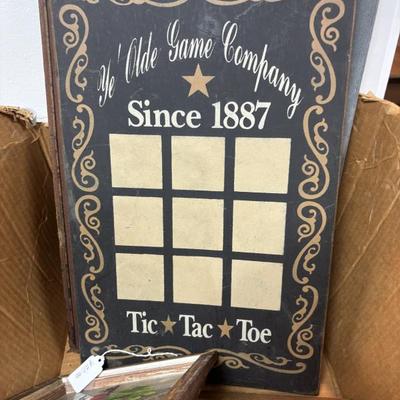 Ye' Olde Game Company
Since 1887
Tic ★ Tac ★ Toe